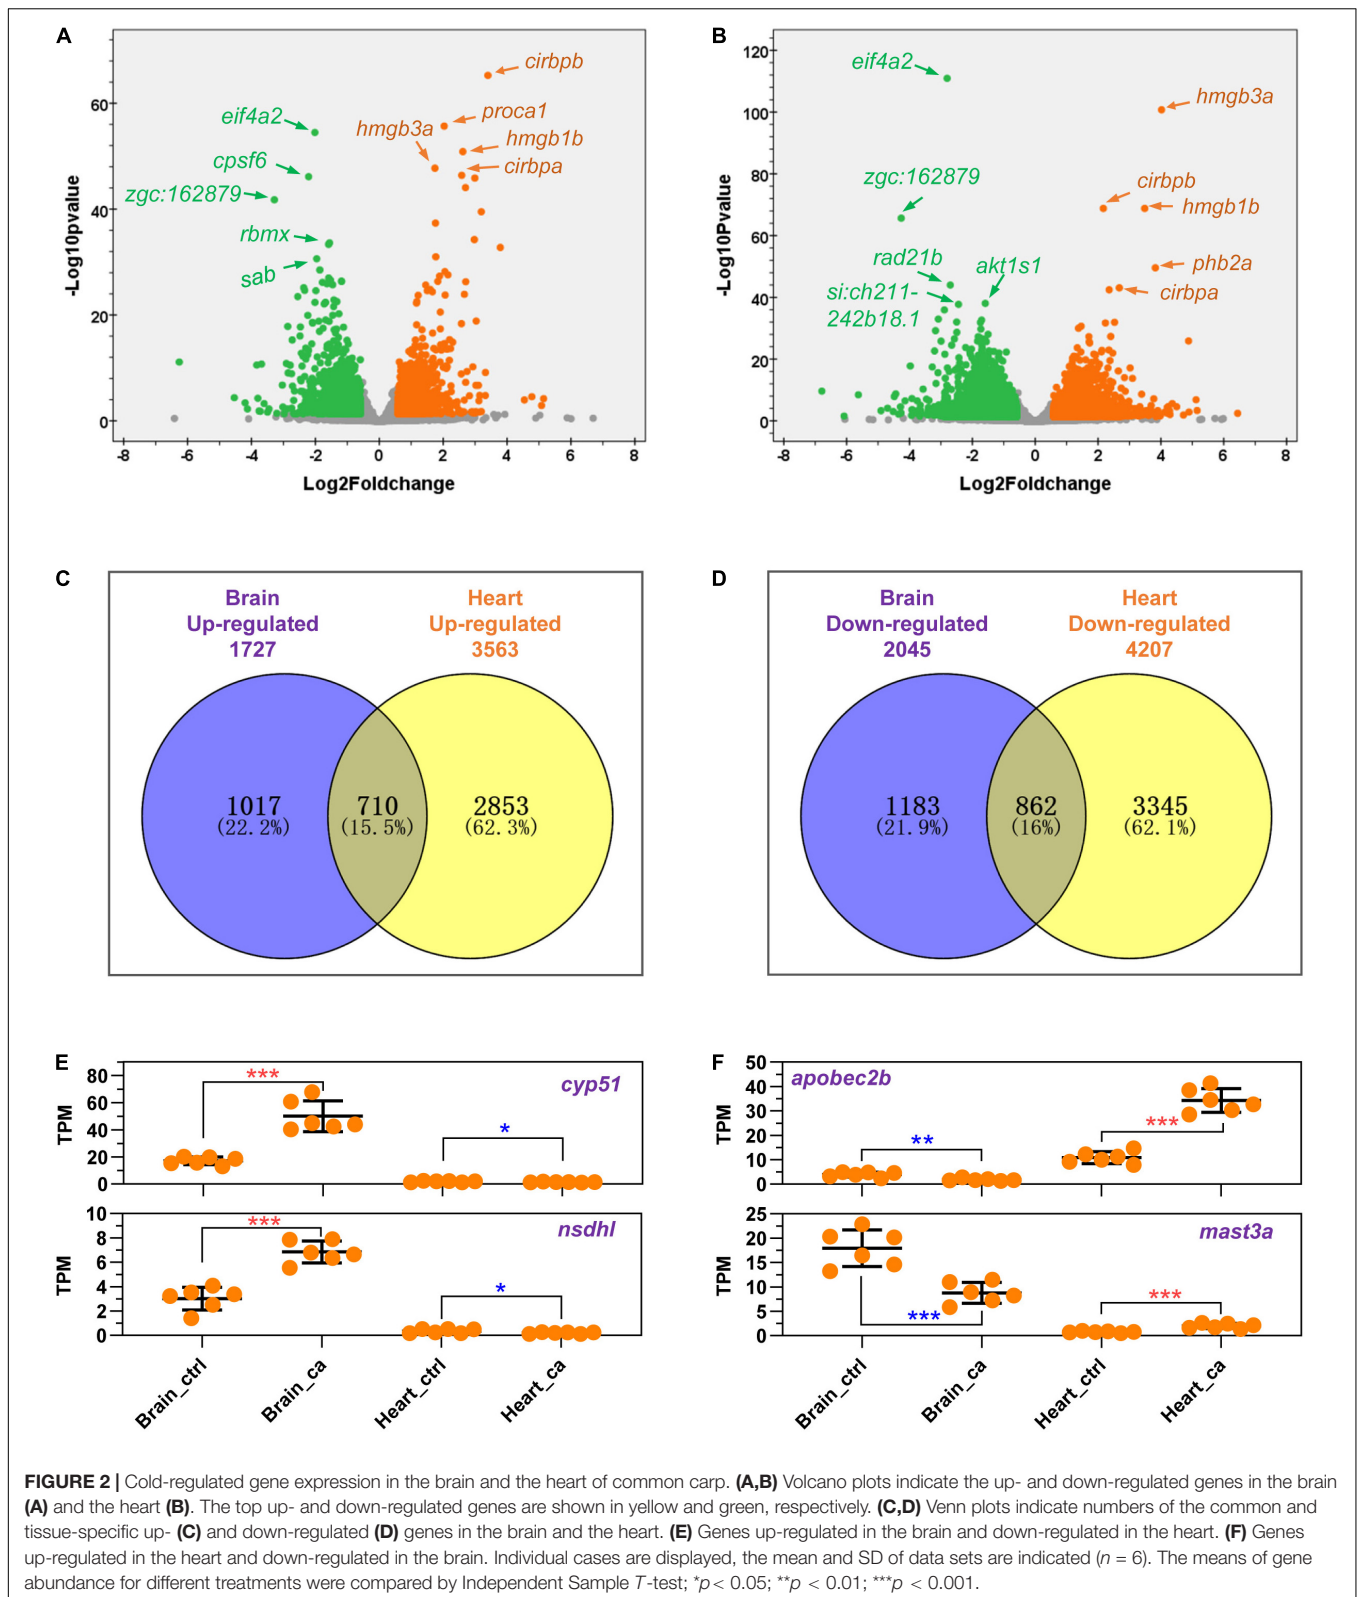 A
cirbpb
proca1
hmgb3a
hmgb1b
cirbpa
eif4a2
cpsf6
zgc:162879
rbmx
sab
60
40
20
0
-Log10pvalue
-8 -6 -4 -2 0 2 4 6 8
Log2Foldchange
B
eif4a2
hmgb3a
zgc:162879
cirbpb
hmgb1b
rad21b
akt1s1
phb2a
si:ch211-
242b18.1
cirbpa
120
100
80
60
40
20
0
-Log10Pvalue
-8 -6 -4 -2 0 2 4 6 8
Log2Foldchange
C
Brain
Up-regulated
1727
Heart
Up-regulated
3563
1017
(22.2%)
710
(15.5%)
2853
(62.3%)
D
Brain
Down-regulated
2045
Heart
Down-regulated
4207
1183
(21.9%)
862
(16%)
3345
(62.1%)
E
80
60
40
20
0
TPM
***
*
cyp51
10
8
6
4
2
0
TPM
***
*
nsdhl
Brain_ctrl
Brain_ca
Heart_ctrl
Heart_ca
F
50
40
30
20
10
0
TPM
apobec2b
**
***
25
20
15
10
5
0
TPM
***
***
mast3a
Brain_ctrl
Brain_ca
Heart_ctrl
Heart_ca
FIGURE 2 | Cold-regulated gene expression in the brain and the heart of common carp. (A,B) Volcano plots indicate the up- and down-regulated genes in the brain
(A) and the heart (B). The top up- and down-regulated genes are shown in yellow and green, respectively. (C,D) Venn plots indicate numbers of the common and
tissue-specific up- (C) and down-regulated (D) genes in the brain and the heart. (E) Genes up-regulated in the brain and down-regulated in the heart. (F) Genes
up-regulated in the heart and down-regulated in the brain. Individual cases are displayed, the mean and SD of data sets are indicated (n = 6). The means of gene
abundance for different treatments were compared by Independent Sample T-test; *p< 0.05; **p < 0.01; ***p < 0.001.